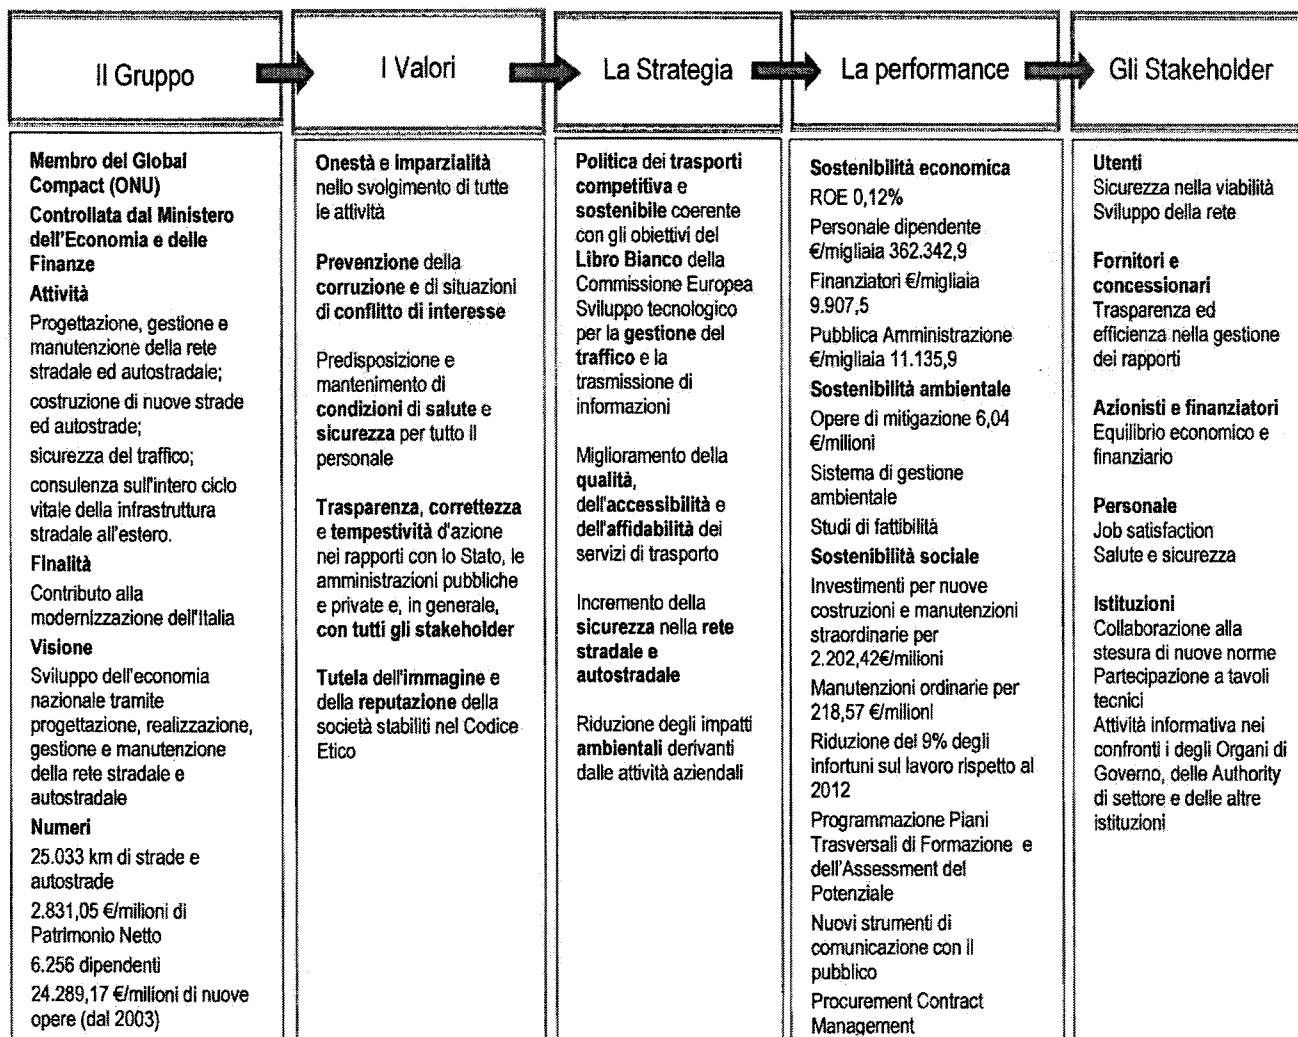 Il Gruppo
I Valori
La Strategia
La performance
Gli Stakeholder
Membro del Global
Compact (ONU)
Controllata dal Ministero
dell'Economia e delle
Finanze
Attività
Progettazione, gestione e
manutenzione della rete
stradale ed autostradale;
costruzione di nuove strade
ed autostrade;
sicurezza del traffico;
consulenza sull'intero ciclo
vitale della infrastruttura
stradale all'estero.
Finalità
Contributo alla
modernizzazione dell'Italia
Visione
Sviluppo dell'economia
nazionale tramite
progettazione, realizzazione,
gestione e manutenzione
della rete stradale e
autostradale
Numeri
25.033 km di strade e
autostrade
2.831,05 €/milioni di
Patrimonio Netto
6.256 dipendenti
24.289,17 €/milioni di nuove
opere (dal 2003)
Onestà e Imparzialità
nello svolgimento di tutte
le attività
Prevenzione della
corruzione e di situazioni
di conflitto di interesse
Predisposizione e
mantenimento di
condizioni di salute e
sicurezza per tutto il
personale
Trasparenza, correttezza
e tempestività d'azione
nei rapporti con lo Stato, le
amministrazioni pubbliche
e private e, in generale,
con tutti gli stakeholder
Tutela dell'immagine e
della reputazione della
società stabiliti nel Codice
Etico
Politica dei trasporti
competitiva e
sostenibile coerente
con gli obiettivi del
Libro Bianco della
Commissione Europea
Sviluppo tecnologico
per la gestione del
traffico e la
trasmissione di
informazioni
Miglioramento della
qualità,
dell'accessibilità e
dell'affidabilità dei
servizi di trasporto
Incremento della
sicurezza nella rete
stradale e
autostradale
Riduzione degli impatti
ambientali derivanti
dalle attività aziendali
Sostenibilità economica
ROE 0,12%
Personale dipendente
€/migliaia 362.342,9
Finanziatori €/migliaia
9.907,5
Pubblica Amministrazione
€/migliaia 11.135,9
Sostenibilità ambientale
Opere di mitigazione 6,04
€/milioni
Sistema di gestione
ambientale
Studi di fattibilità
Sostenibilità sociale
Investimenti per nuove
costruzioni e manutenzioni
straordinarie per
2.202,42€/milioni
Manutenzioni ordinarie per
218,57 €/milioni
Riduzione del 9% degli
infortuni sul lavoro rispetto al
2012
Programmazione Piani
Trasversali di Formazione e
dell'Assessment del
Potenziale
Nuovi strumenti di
comunicazione con il
pubblico
Procurement Contract
Management
Utenti
Sicurezza nella viabilità
Sviluppo della rete
Fornitori e
concessionari
Trasparenza ed
efficienza nella gestione
dei rapporti
Azionisti e finanziatori
Equilibrio economico e
finanziario
Personale
Job satisfaction
Salute e sicurezza
Istituzioni
Collaborazione alla
stesura di nuove norme
Partecipazione a tavoli
tecnici
Attività informativa nei
confronti i degli Organi di
Governo, delle Authority
di settore e delle altre
istituzioni